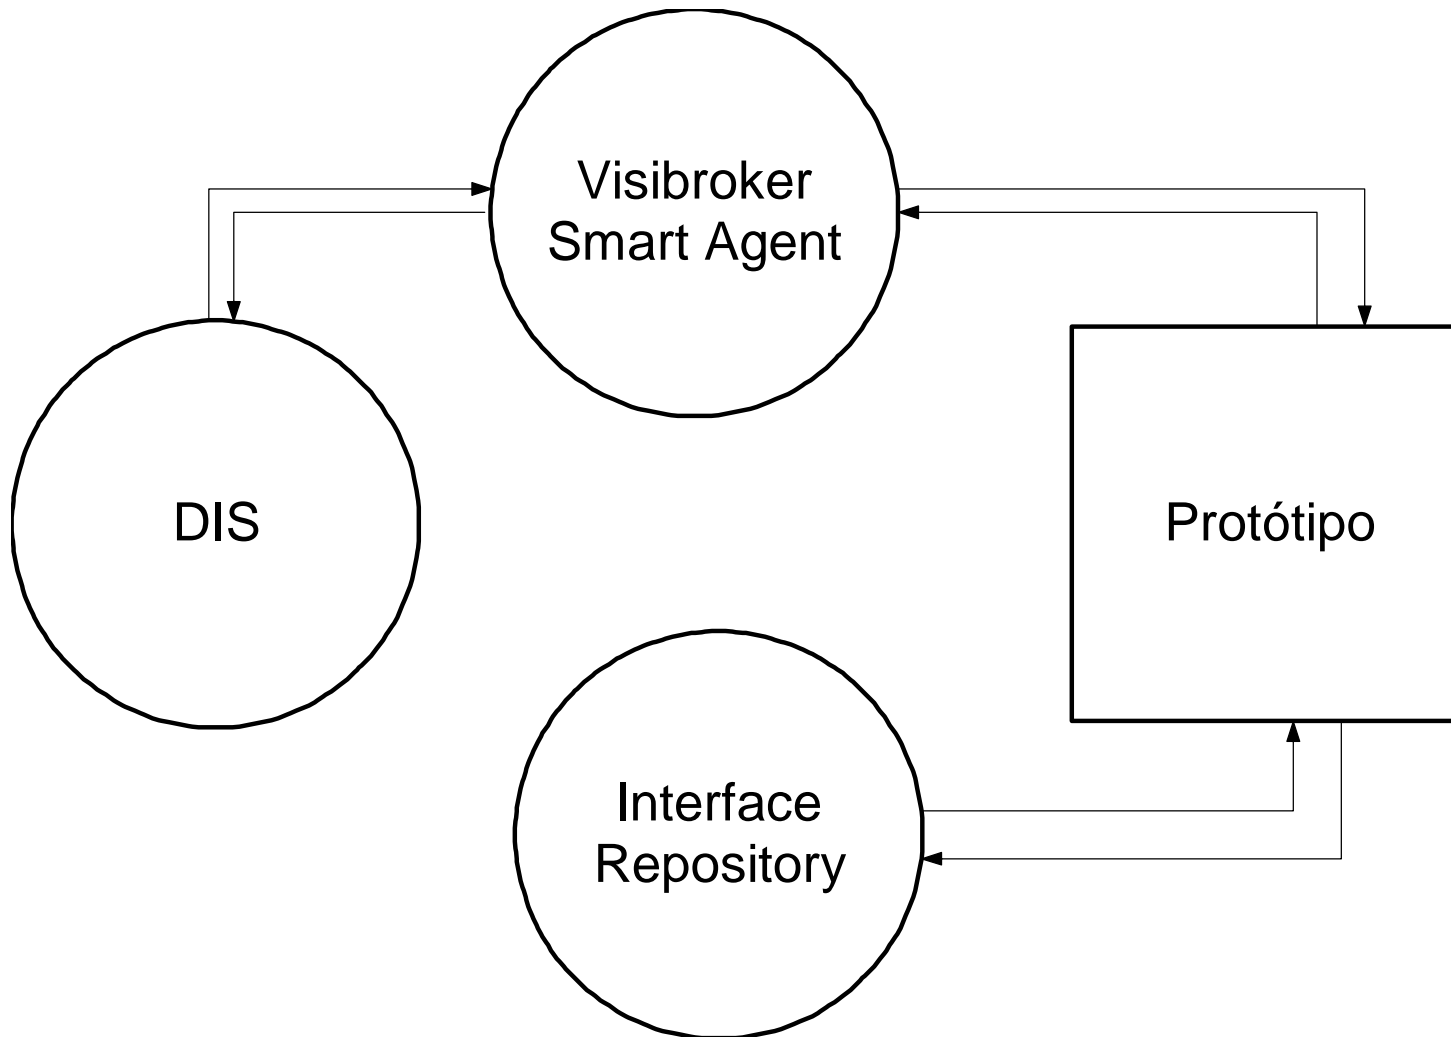 Visibroker
Smart Agent
DIS
Protótipo
Interface
Repository